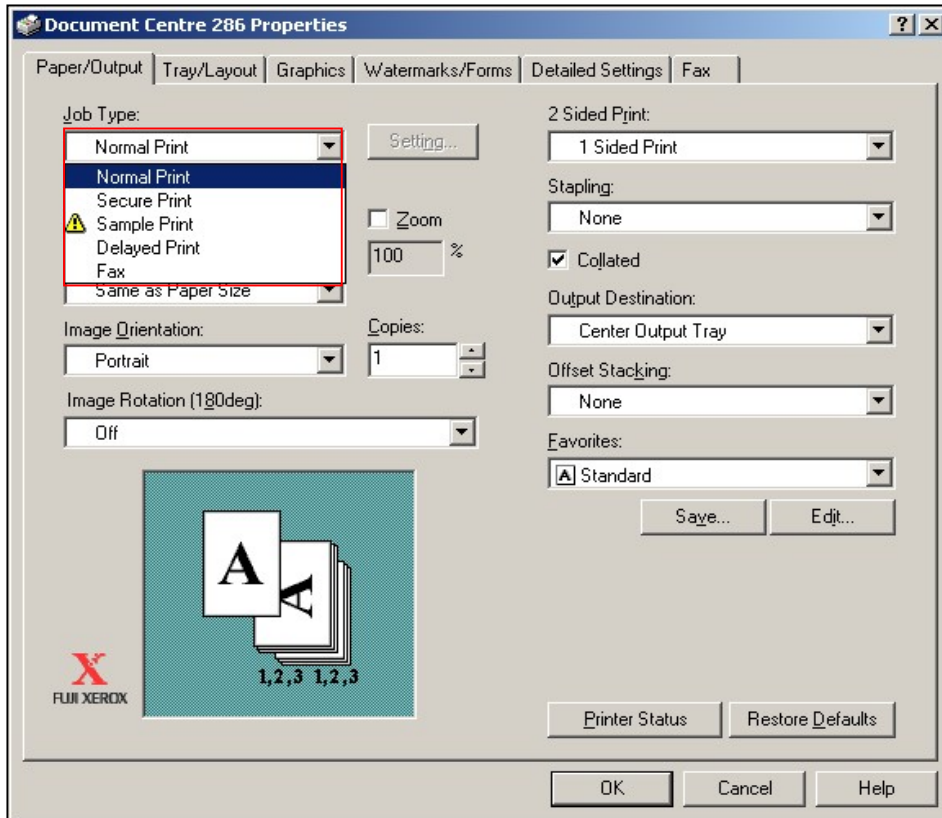 Document Centre 286 Properties
Paper/Output Tray/Layout Graphics Watermarks/Forms Detailed Settings Fax
Job Type:
Normal Print
Setting...
Normal Print
Secure Print
Sample Print
Delayed Print
Fax
Same as Paper Size
Zoom
100 %
Image Orientation:
Portrait
Copies:
1
Image Rotation (180deg):
Off
A
A
1,2,3 1,2,3
X
FUJI XEROX
2 Sided Print:
1 Sided Print
Stapling:
None
Collated
Output Destination:
Center Output Tray
Offset Stacking:
None
Favorites:
A Standard
Save... Edit...
Printer Status Restore Defaults
OK Cancel Help